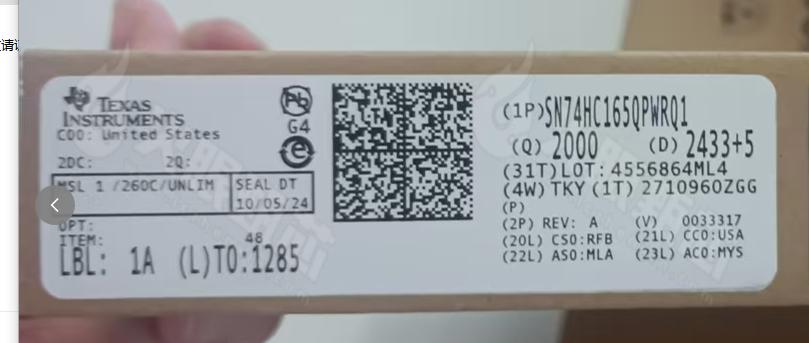 TEXAS
INSTRUMENTS
COO: United States
2DC: 2Q:
MSL 1 /260C/UNLIM
SEAL DT
10/05/24
OPT:
ITEM:
48
LBL: 1A (L)TO:1285
Pb
G4
e
(1P)SN74HC165QPWRQ1
(Q) 2000 (D) 2433+5
(31T)LOT: 4556864ML4
(4W) TKY (1T) 2710960ZGG
(P)
(2P) REV: A (V) 0033317
(20L) CSO:RFB (21L) CCO:USA
(22L) ASO:MLA (23L) ACO:MYS